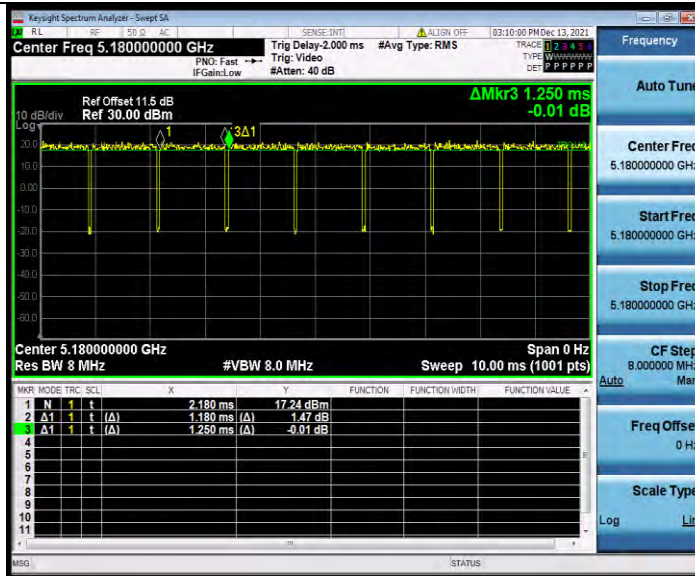 Keysight Spectrum Analyzer - Swept SA
RL RF 50 Ω AC SENSE:INT ALIGN OFF 03:10:00 PM Dec 13, 2021
Center Freq 5.180000000 GHz
PNO: Fast
IFGain:Low
Trig Delay-2.000 ms
Trig: Video
#Atten: 40 dB
#Avg Type: RMS
TRACE 1 2 3 4 5 6
TYPE
DET P P P P P P
Frequency
Auto Tune
Center Freq
5.180000000 GHz
Start Freq
5.180000000 GHz
Stop Freq
5.180000000 GHz
CF Step
8.000000 MHz
Auto Man
Freq Offset
0 Hz
Scale Type
Log Lin
ΔMkr3 1.250 ms
-0.01 dB
Ref Offset 11.5 dB
10 dB/div Ref 30.00 dBm
Log
1
3Δ1
20.0
10.0
0.00
-10.0
-20.0
-30.0
-40.0
-50.0
-60.0
Center 5.180000000 GHz Span 0 Hz
Res BW 8 MHz #VBW 8.0 MHz Sweep 10.00 ms (1001 pts)
MKR MODE TRC SCL X Y FUNCTION FUNCTION WIDTH FUNCTION VALUE
1 N 1 t 2.180 ms 17.24 dBm
2 Δ1 1 t (Δ) 1.180 ms (Δ) 1.47 dB
3 Δ1 1 t (Δ) 1.250 ms (Δ) -0.01 dB
4
5
6
7
8
9
10
11
MSG STATUS